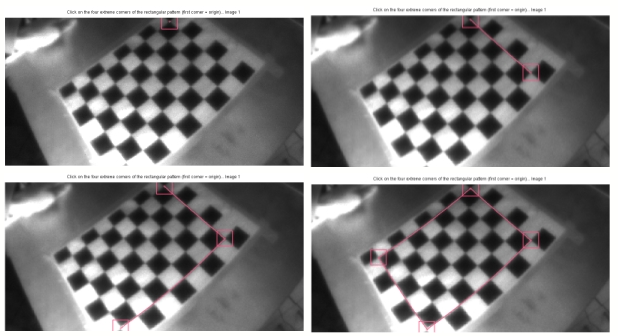 Click on the four extreme corners of the rectangular pattern (first corner = origin)... Image 1
Click on the four extreme corners of the rectangular pattern (first corner = origin)... Image 1
Click on the four extreme corners of the rectangular pattern (first corner = origin)... Image 1
Click on the four extreme corners of the rectangular pattern (first corner = origin)... Image 1